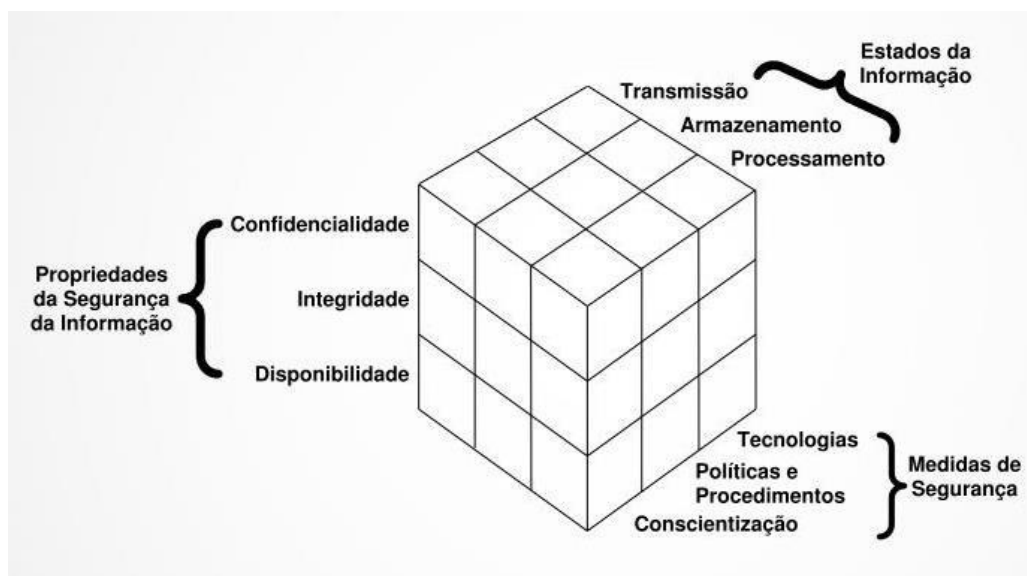 Estados da
Informação
Transmissão
Armazenamento
Processamento
Confidencialidade
Propriedades
da Segurança
da Informação
Integridade
Disponibilidade
Tecnologias
Políticas e
Procedimentos
Conscientização
Medidas de
Segurança